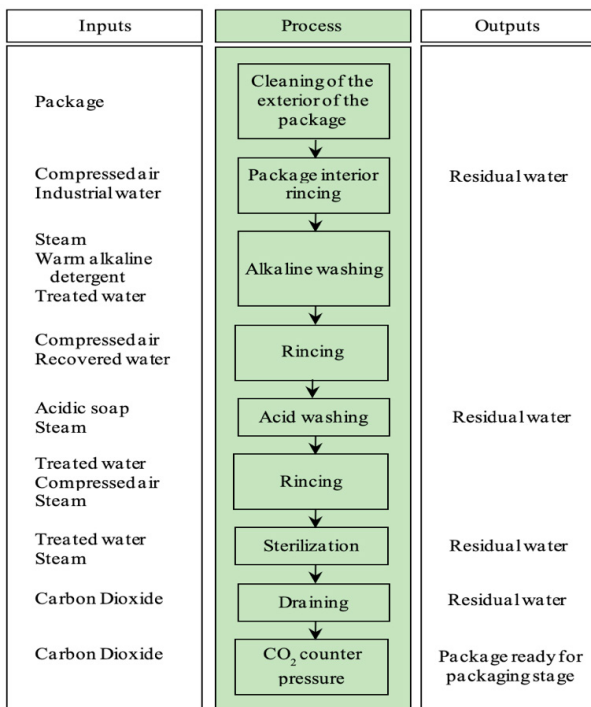 Inputs
Process
Outputs
Package
Cleaning of the
exterior of the
package
Compressed air
Industrial water
Package interior
rincing
Residual water
Steam
Warm alkaline
detergent
Treated water
Alkaline washing
Compressed air
Recovered water
Rincing
Acidic soap
Steam
Acid washing
Residual water
Treated water
Compressed air
Steam
Rincing
Treated water
Steam
Sterilization
Residual water
Carbon Dioxide
Draining
Residual water
Carbon Dioxide
CO₂ counter
pressure
Package ready for
packaging stage